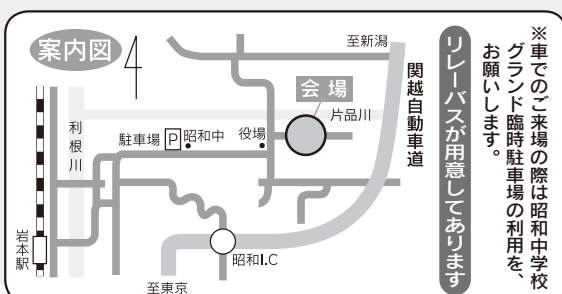 ※車でのご来場の際は昭和中学校
グランド臨時駐車場の利用を、
お願いします。
リレーバスが用意してあります
案内図
至新潟
関越自動車道
会場
片品川
利根川
駐車場
P
昭和中
役場
岩本駅
昭和I.C
至東京